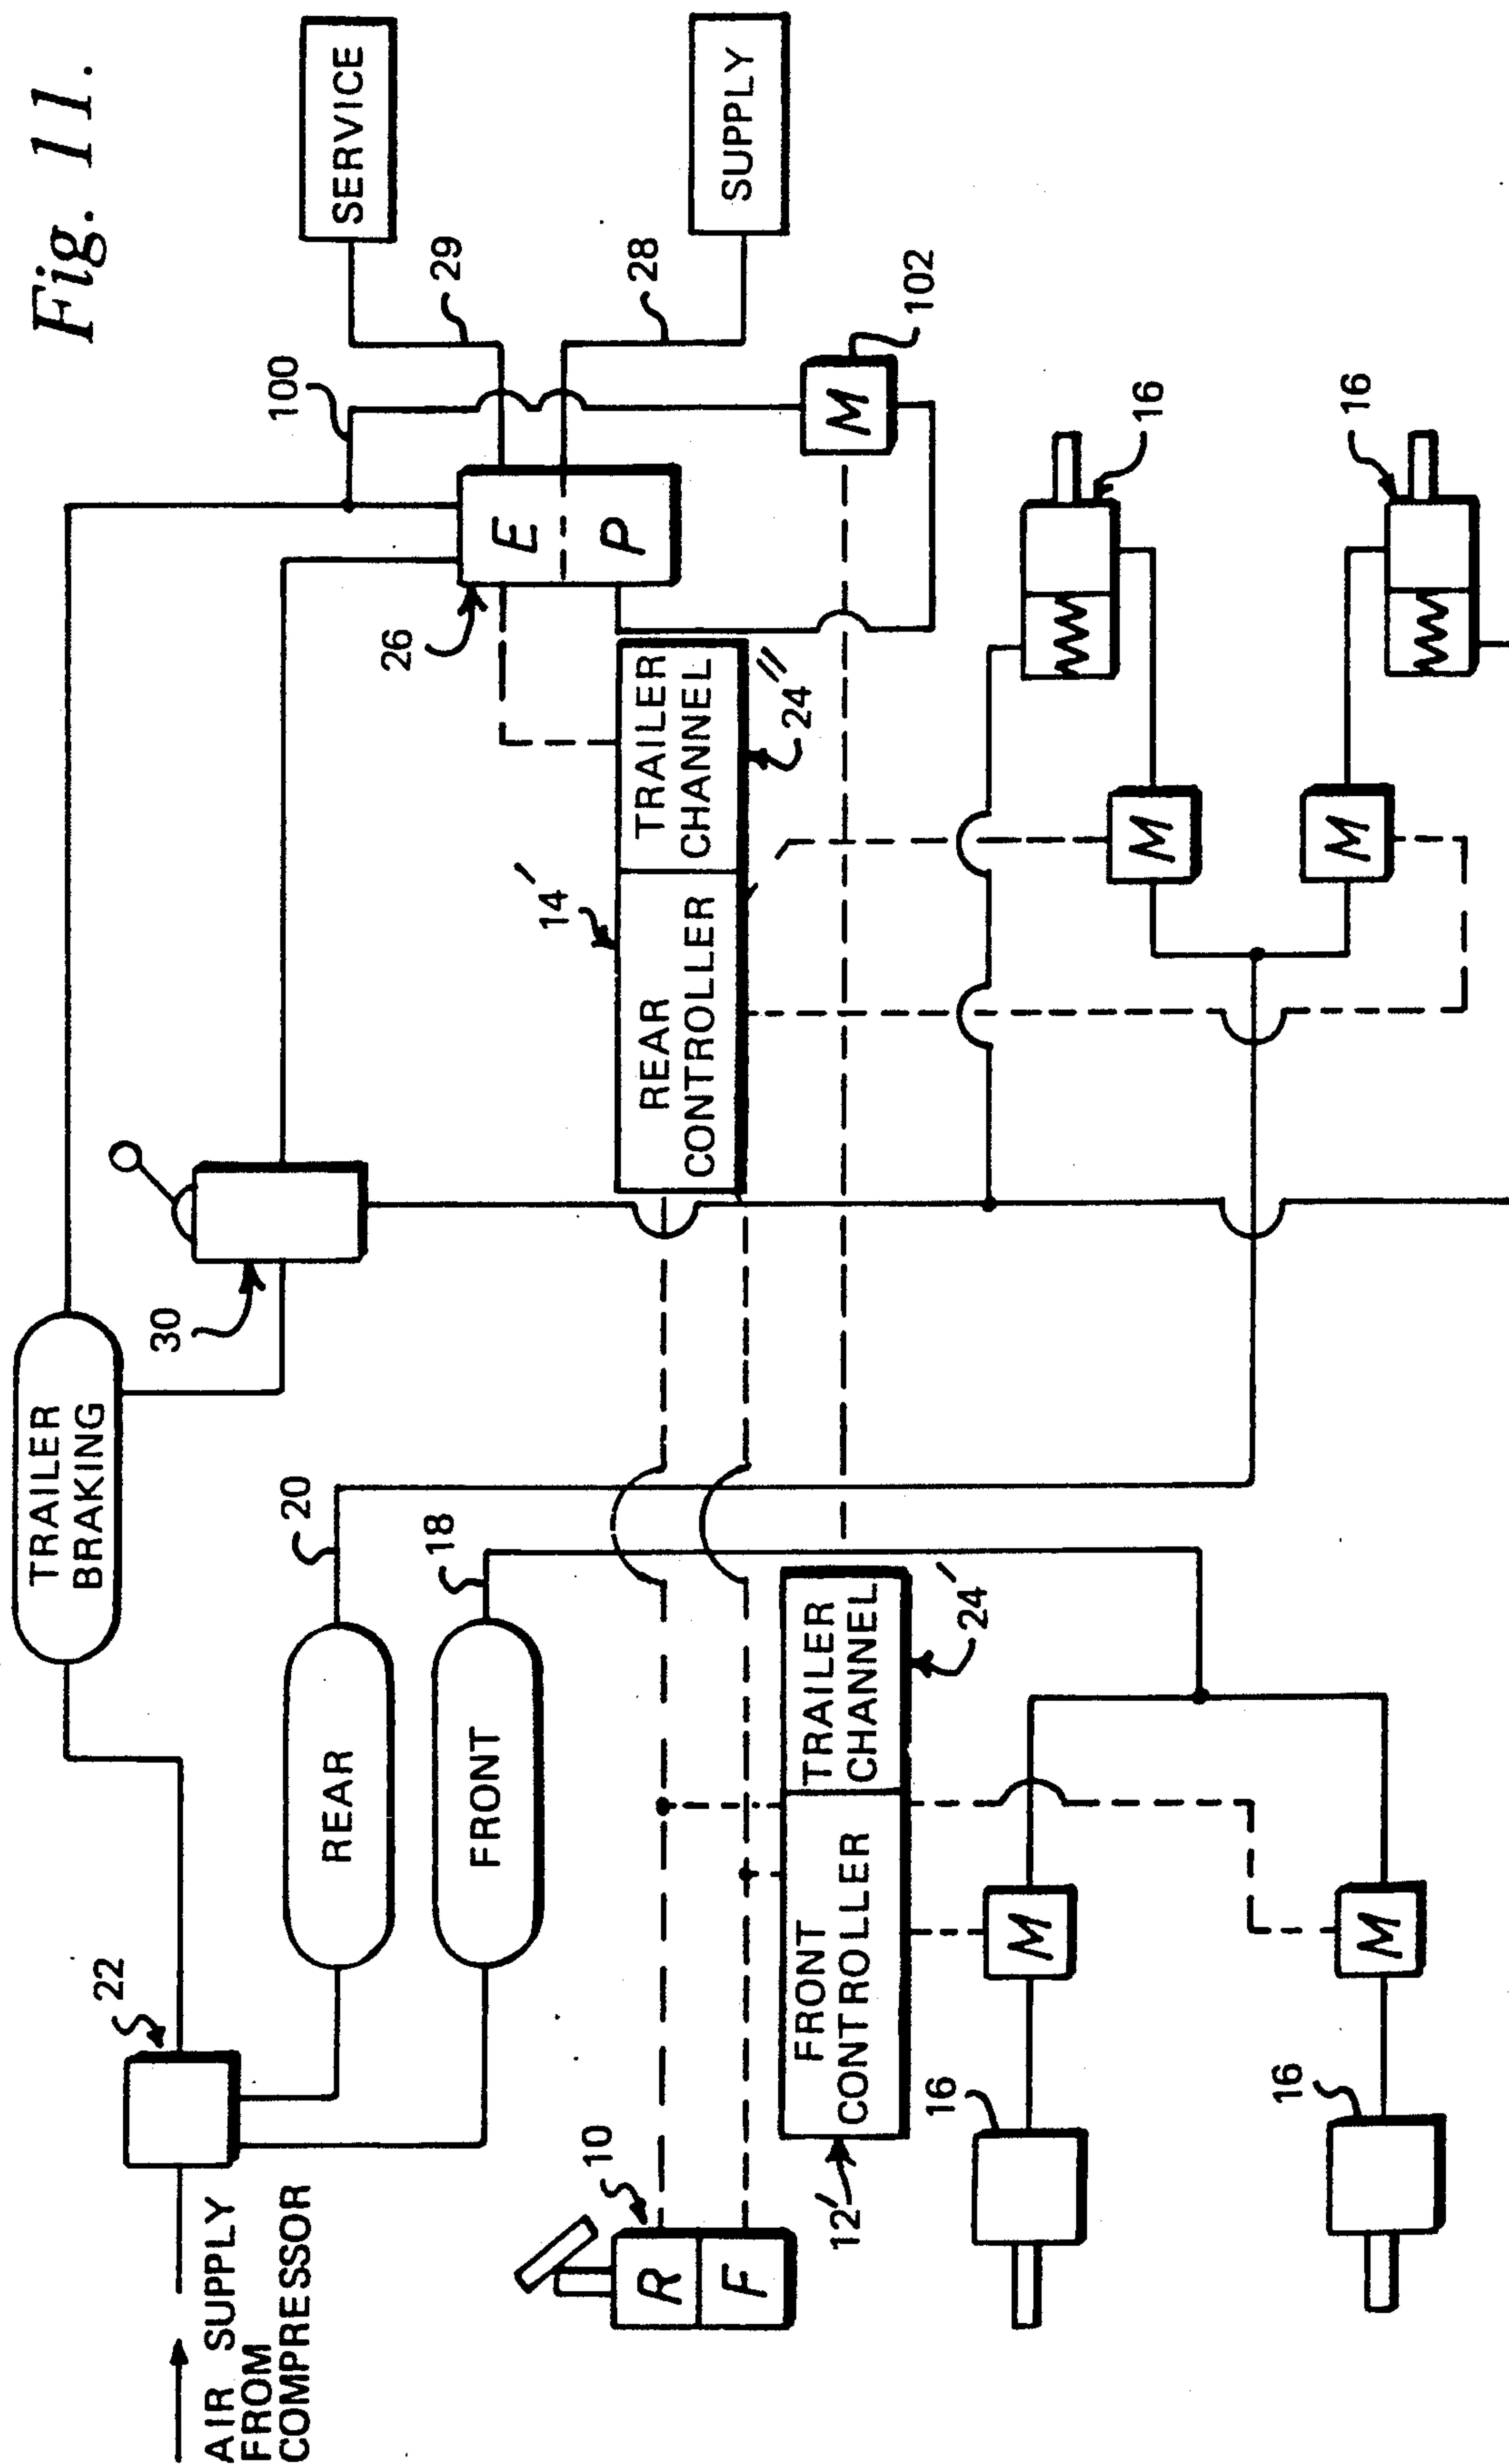 Fig. 11.
TRAILER
BRAKING
SERVICE
SUPPLY
22
20
30
100
29
28
AIR SUPPLY
FROM
COMPRESSOR
REAR
FRONT
18
26
E
P
M
102
14'
REAR
CONTROLLER
TRAILER
CHANNEL
24"
10
R
F
12'
FRONT
CONTROLLER
TRAILER
CHANNEL
24'
16
M
M
16
16
M
M
16